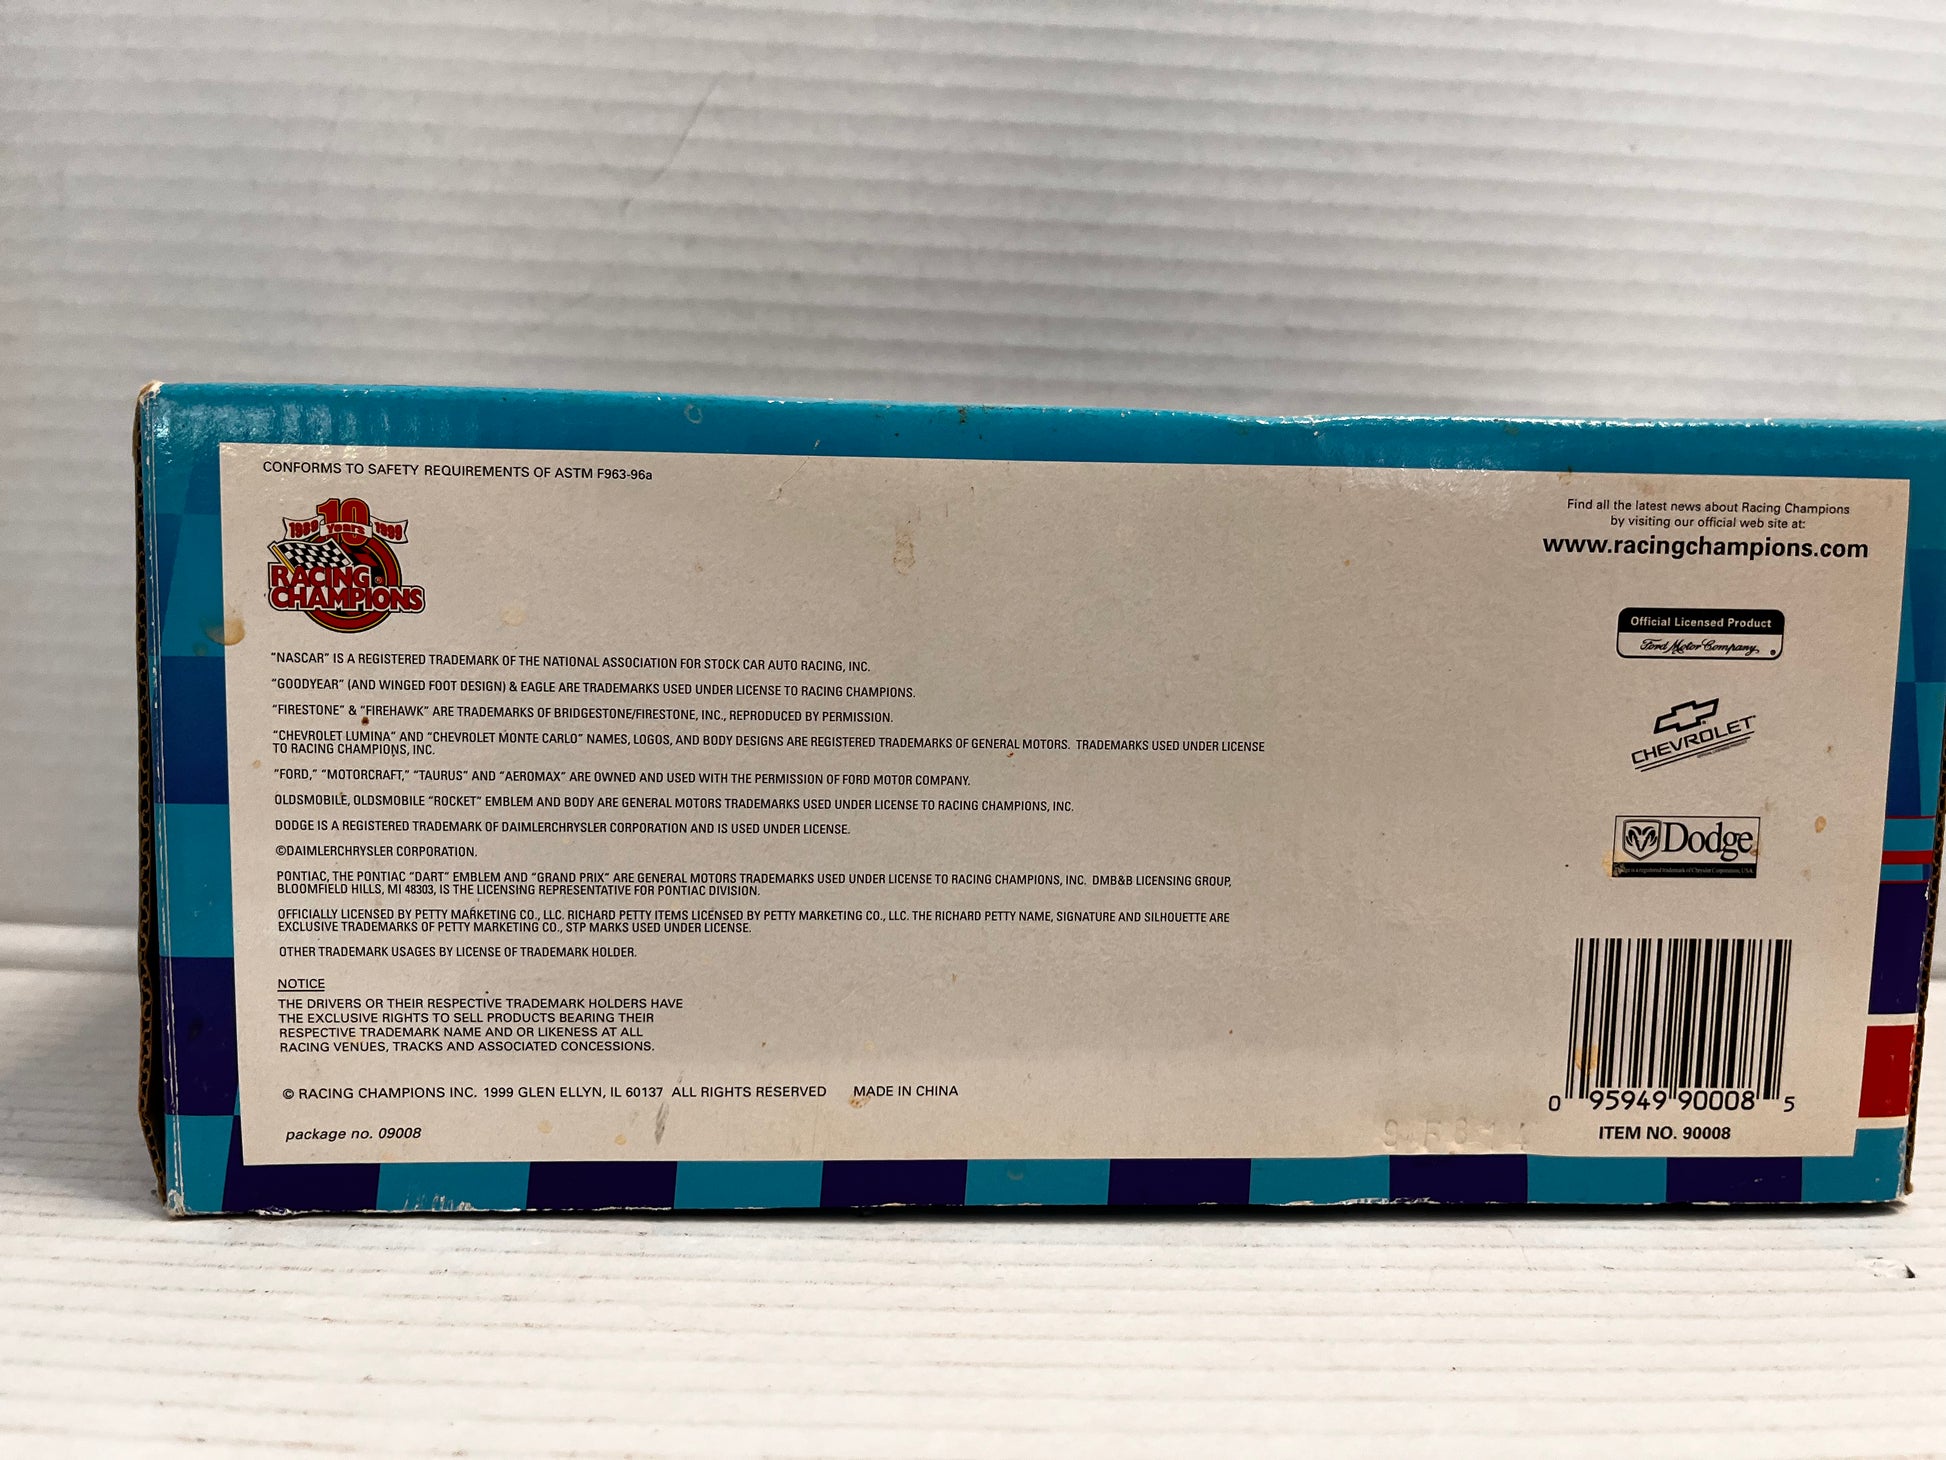 CONFORMS TO SAFETY REQUIREMENTS OF ASTM F963-96a
1989 10 Years 1999
RACING
CHAMPIONS
"NASCAR" IS A REGISTERED TRADEMARK OF THE NATIONAL ASSOCIATION FOR STOCK CAR AUTO RACING, INC.
"GOODYEAR" (AND WINGED FOOT DESIGN) & EAGLE ARE TRADEMARKS USED UNDER LICENSE TO RACING CHAMPIONS.
"FIRESTONE" & "FIREHAWK" ARE TRADEMARKS OF BRIDGESTONE/FIRESTONE, INC., REPRODUCED BY PERMISSION.
"CHEVROLET LUMINA" AND "CHEVROLET MONTE CARLO" NAMES, LOGOS, AND BODY DESIGNS ARE REGISTERED TRADEMARKS OF GENERAL MOTORS. TRADEMARKS USED UNDER LICENSE
TO RACING CHAMPIONS, INC.
"FORD," "MOTORCRAFT," "TAURUS" AND "AEROMAX" ARE OWNED AND USED WITH THE PERMISSION OF FORD MOTOR COMPANY.
OLDSMOBILE, OLDSMOBILE "ROCKET" EMBLEM AND BODY ARE GENERAL MOTORS TRADEMARKS USED UNDER LICENSE TO RACING CHAMPIONS, INC.
DODGE IS A REGISTERED TRADEMARK OF DAIMLERCHRYSLER CORPORATION AND IS USED UNDER LICENSE.
©DAIMLERCHRYSLER CORPORATION.
PONTIAC, THE PONTIAC "DART" EMBLEM AND "GRAND PRIX" ARE GENERAL MOTORS TRADEMARKS USED UNDER LICENSE TO RACING CHAMPIONS, INC. DMB&B LICENSING GROUP,
BLOOMFIELD HILLS, MI 48303, IS THE LICENSING REPRESENTATIVE FOR PONTIAC DIVISION.
OFFICIALLY LICENSED BY PETTY MARKETING CO., LLC. RICHARD PETTY ITEMS LICENSED BY PETTY MARKETING CO., LLC. THE RICHARD PETTY NAME, SIGNATURE AND SILHOUETTE ARE
EXCLUSIVE TRADEMARKS OF PETTY MARKETING CO., STP MARKS USED UNDER LICENSE.
OTHER TRADEMARK USAGES BY LICENSE OF TRADEMARK HOLDER.
NOTICE
THE DRIVERS OR THEIR RESPECTIVE TRADEMARK HOLDERS HAVE
THE EXCLUSIVE RIGHTS TO SELL PRODUCTS BEARING THEIR
RESPECTIVE TRADEMARK NAME AND OR LIKENESS AT ALL
RACING VENUES, TRACKS AND ASSOCIATED CONCESSIONS.
© RACING CHAMPIONS INC. 1999 GLEN ELLYN, IL 60137 ALL RIGHTS RESERVED MADE IN CHINA
package no. 09008
Find all the latest news about Racing Champions
by visiting our official web site at:
www.racingchampions.com
Official Licensed Product
Ford Motor Company
CHEVROLET
Dodge
Dodge is a registered trademark of Chrysler Corporation, USA.
0 95949 90008 5
ITEM NO. 90008